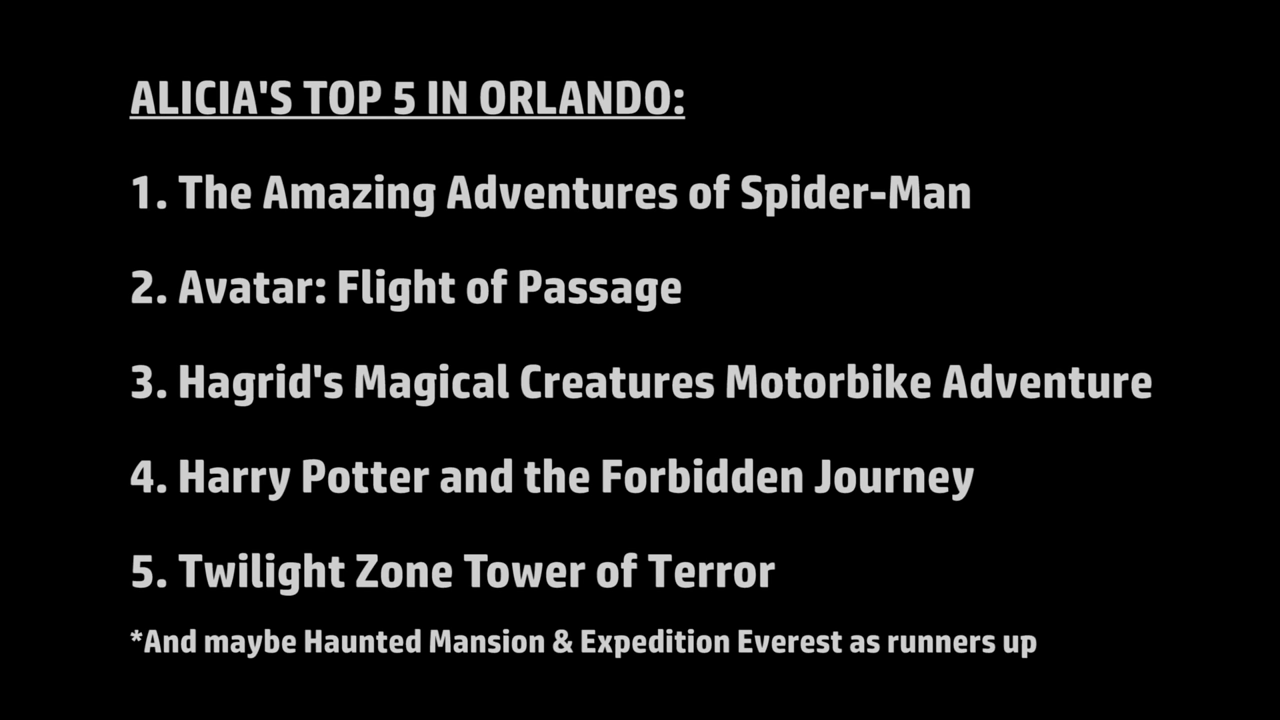 ALICIA'S TOP 5 IN ORLANDO:
1. The Amazing Adventures of Spider-Man
2. Avatar: Flight of Passage
3. Hagrid's Magical Creatures Motorbike Adventure
4. Harry Potter and the Forbidden Journey
5. Twilight Zone Tower of Terror
*And maybe Haunted Mansion & Expedition Everest as runners up